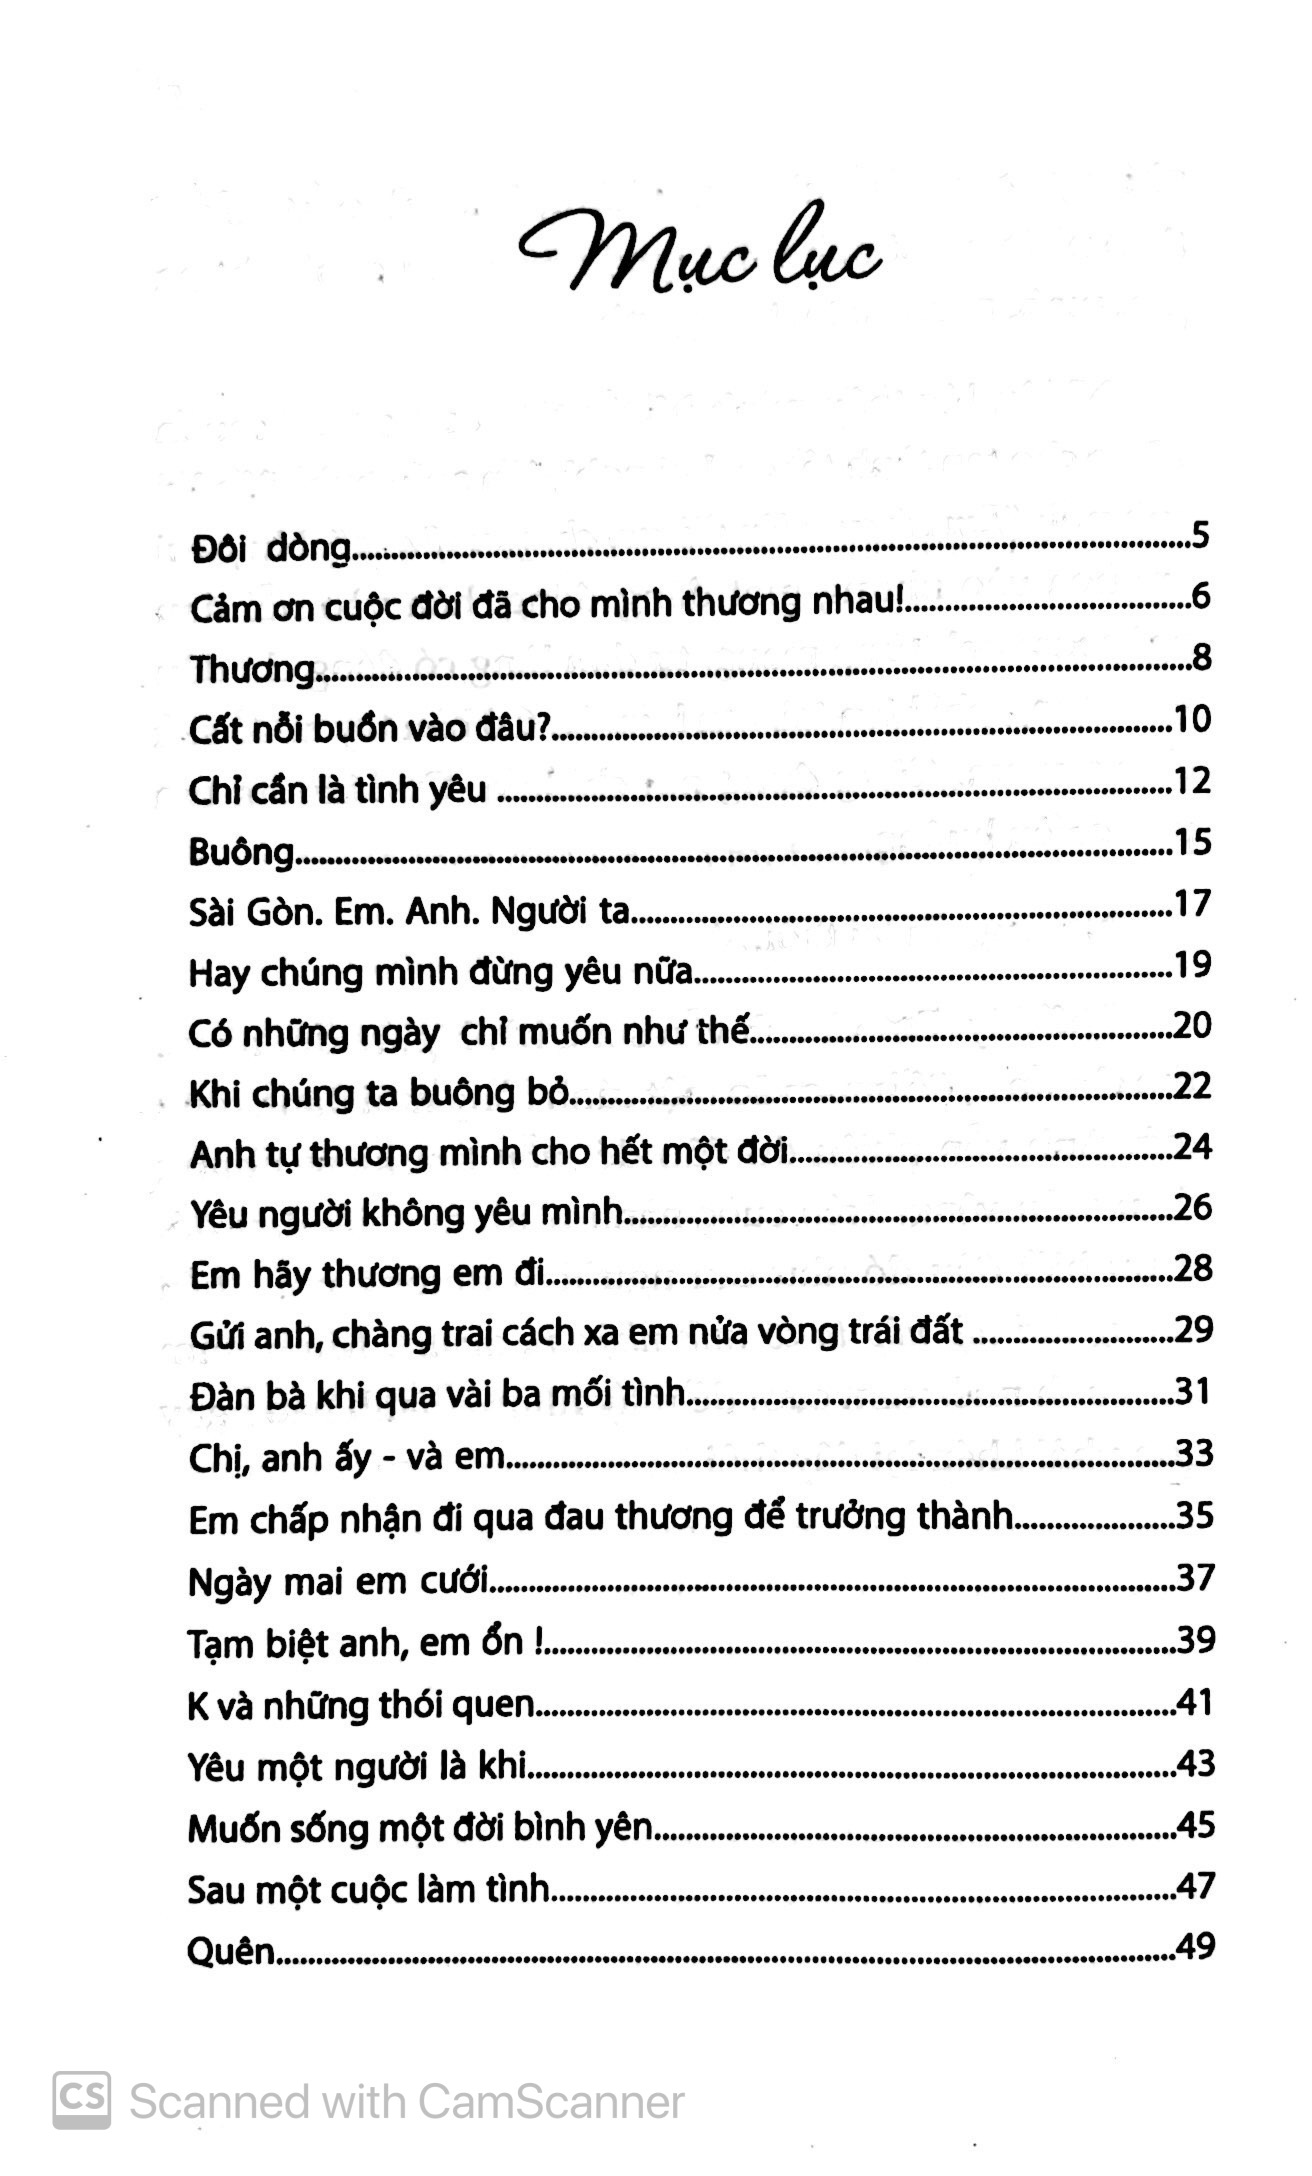 Mục lục
Đôi dòng..........5
Cảm ơn cuộc đời đã cho mình thương nhau!..........6
Thương..........8
Cất nỗi buồn vào đâu?..........10
Chỉ cần là tình yêu ..........12
Buông..........15
Sài Gòn. Em. Anh. Người ta..........17
Hay chúng mình đừng yêu nữa..........19
Có những ngày chỉ muốn như thế..........20
Khi chúng ta buông bỏ..........22
Anh tự thương mình cho hết một đời..........24
Yêu người không yêu mình..........26
Em hãy thương em đi..........28
Gửi anh, chàng trai cách xa em nửa vòng trái đất ..........29
Đàn bà khi qua vài ba mối tình..........31
Chị, anh ấy - và em..........33
Em chấp nhận đi qua đau thương để trưởng thành..........35
Ngày mai em cưới..........37
Tạm biệt anh, em ổn !..........39
K và những thói quen..........41
Yêu một người là khi..........43
Muốn sống một đời bình yên..........45
Sau một cuộc làm tình..........47
Quên..........49
CS Scanned with CamScanner